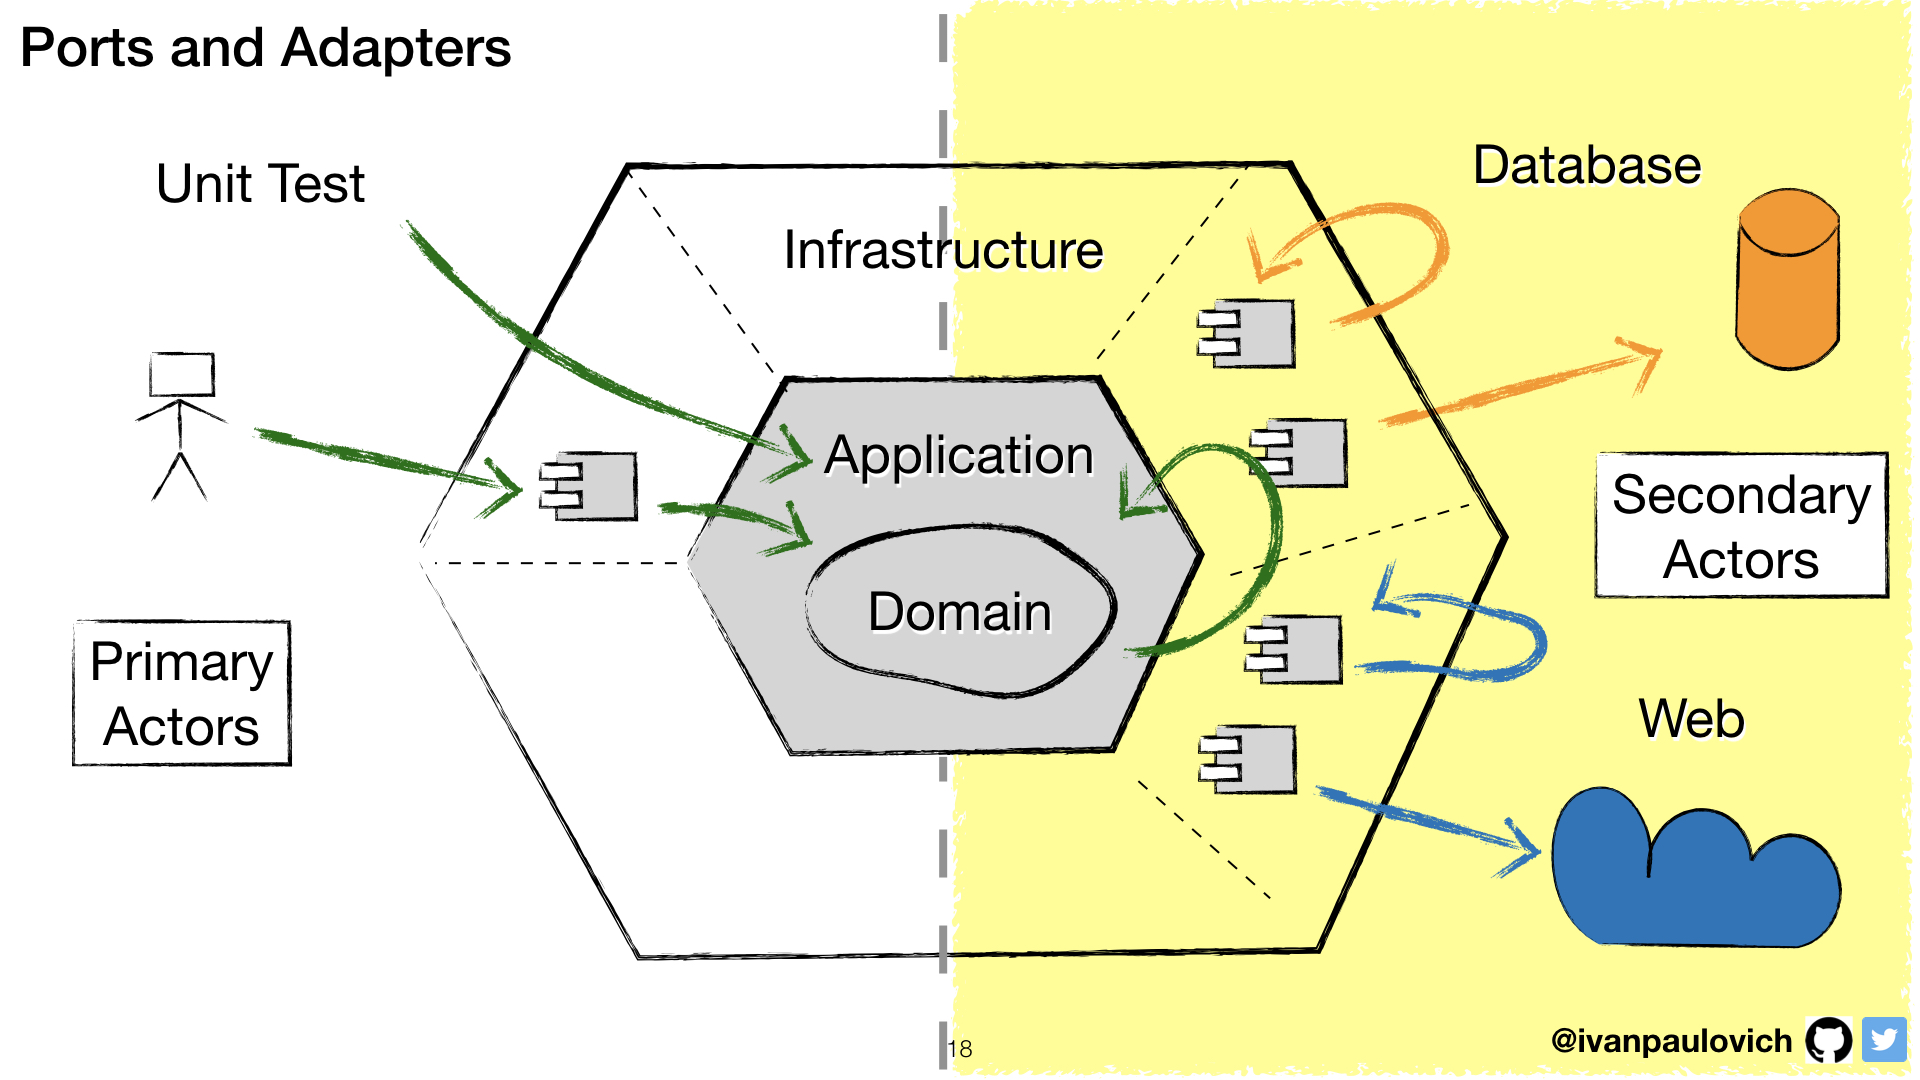 Ports and Adapters
Unit Test
Infrastructure
Database
Application
Secondary
Actors
Domain
Primary
Actors
Web
18
@ivanpaulovich